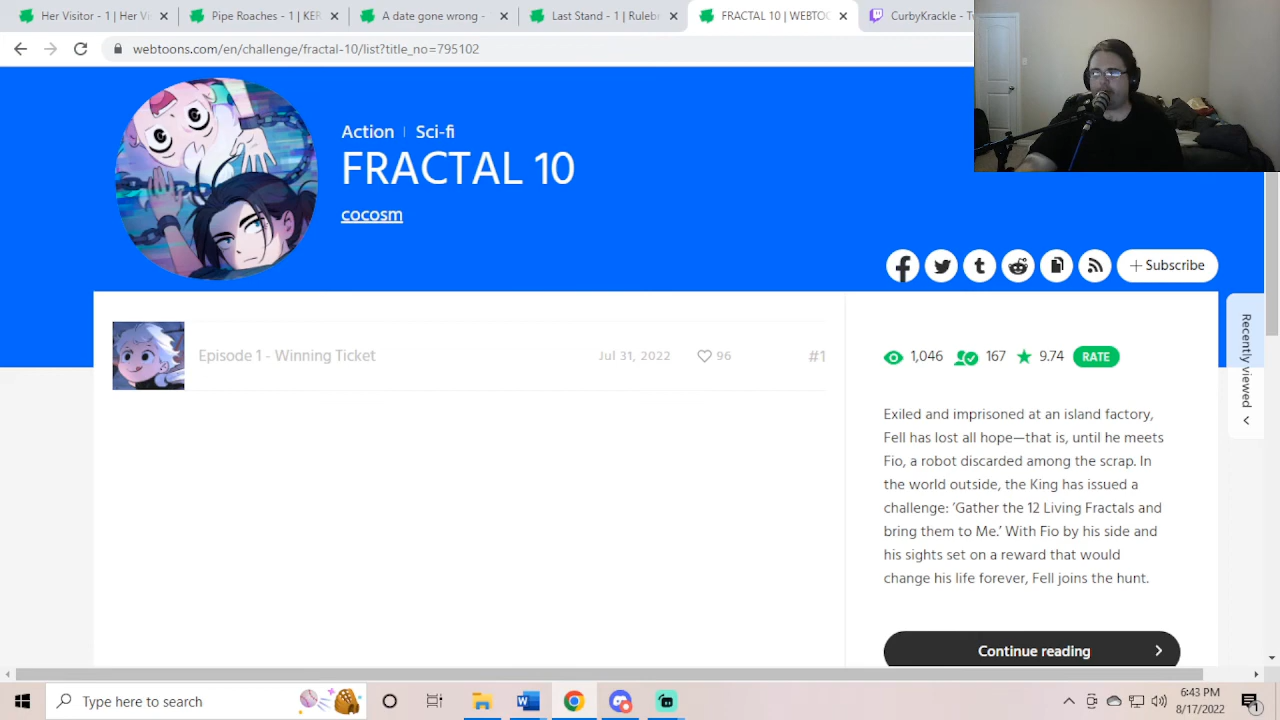 Her Visitor - 1 | Her V
Pipe Roaches - 1 | KER
A date gone wrong -
Last Stand - 1 | Ruleb
FRACTAL 10 | WEBTOO
CurbyKrackle - Tw
webtoons.com/en/challenge/fractal-10/list?title_no=795102
Action | Sci-fi
FRACTAL 10
cocosm
+ Subscribe
Episode 1 - Winning Ticket
Jul 31, 2022
96
#1
1,046
167
9.74
RATE
Exiled and imprisoned at an island factory,
Fell has lost all hope—that is, until he meets
Fio, a robot discarded among the scrap. In
the world outside, the King has issued a
challenge: ‘Gather the 12 Living Fractals and
bring them to Me.’ With Fio by his side and
his sights set on a reward that would
change his life forever, Fell joins the hunt.
Continue reading
Recently viewed
Type here to search
6:43 PM
8/17/2022
1